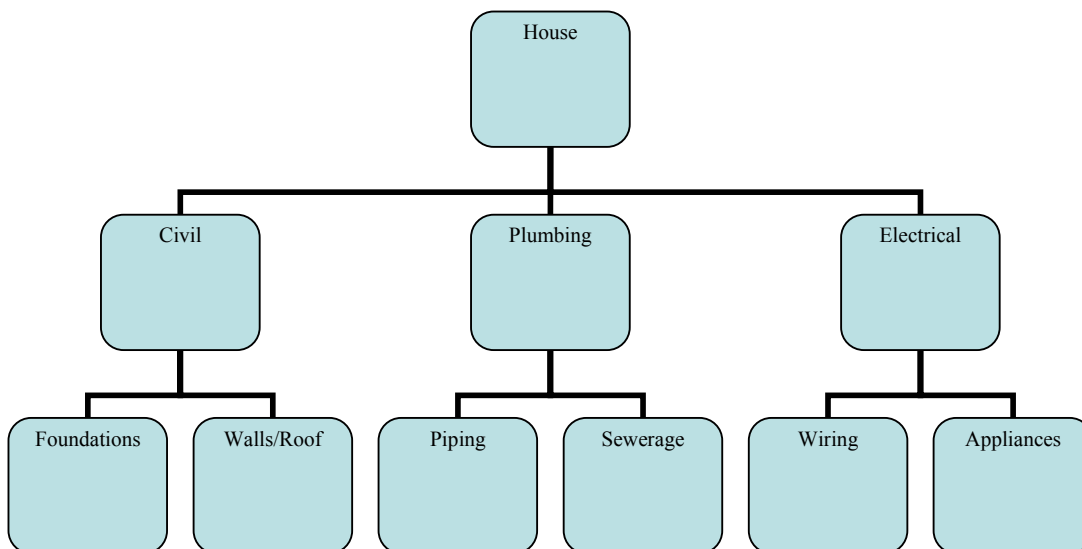 House
Civil
Plumbing
Electrical
Foundations
Walls/Roof
Piping
Sewerage
Wiring
Appliances